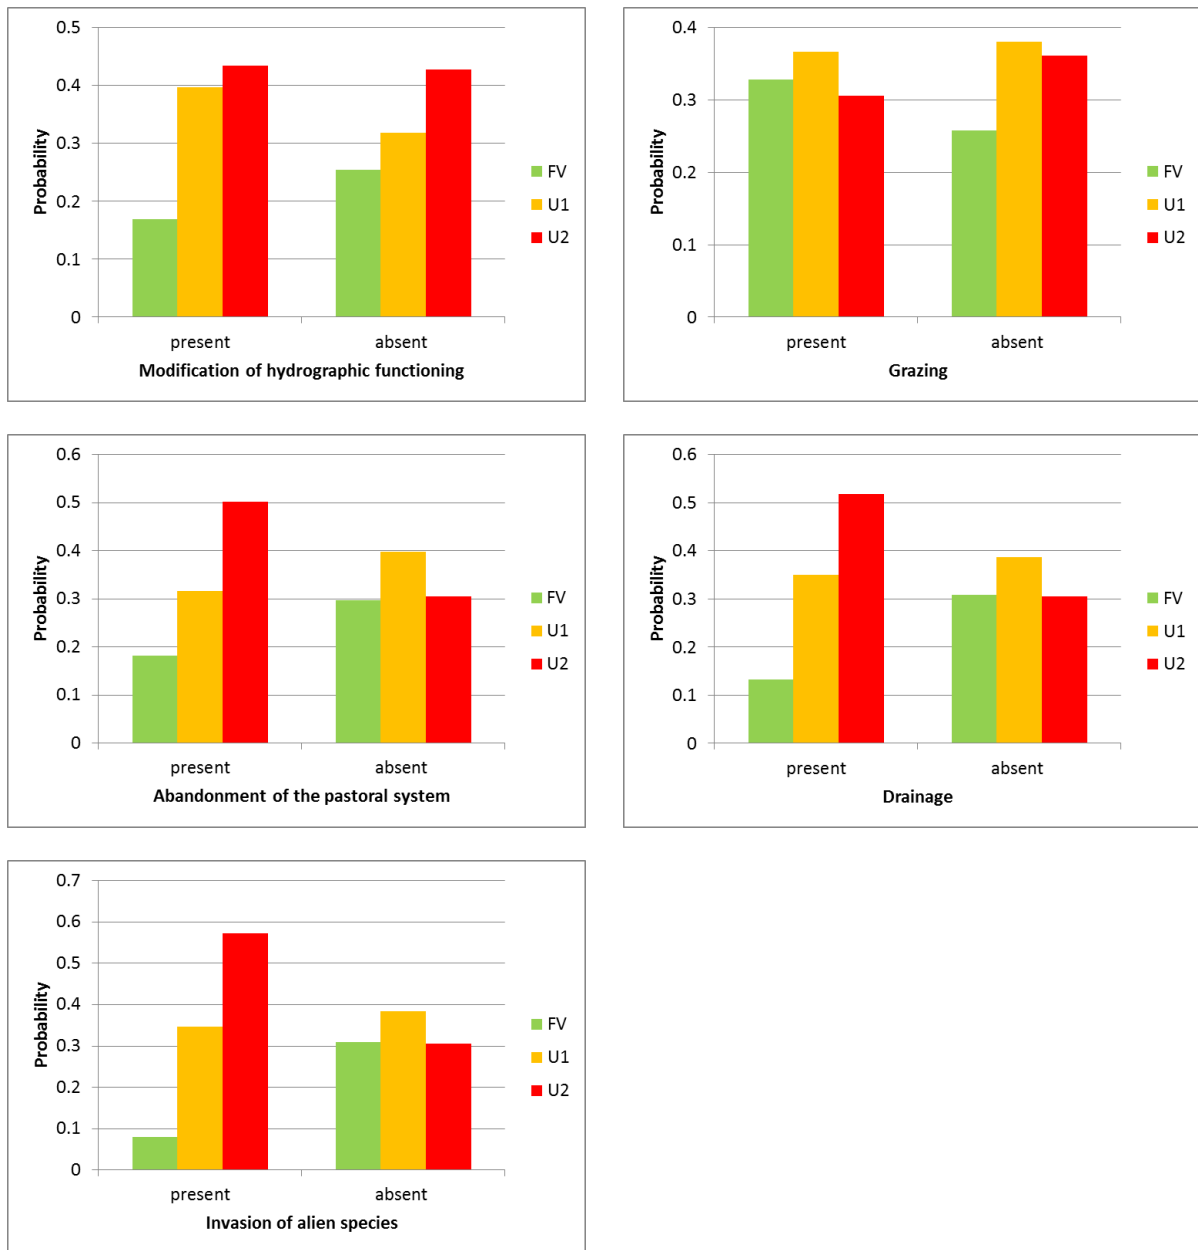 0.5
0.4
0.3
0.2
0.1
0
Probability
present
absent
Modification of hydrographic functioning
FV
U1
U2
0.4
0.3
0.2
0.1
0
Probability
present
absent
Grazing
FV
U1
U2
0.6
0.5
0.4
0.3
0.2
0.1
0
Probability
present
absent
Abandonment of the pastoral system
FV
U1
U2
0.6
0.5
0.4
0.3
0.2
0.1
0
Probability
present
absent
Drainage
FV
U1
U2
0.7
0.6
0.5
0.4
0.3
0.2
0.1
0
Probability
present
absent
Invasion of alien species
FV
U1
U2